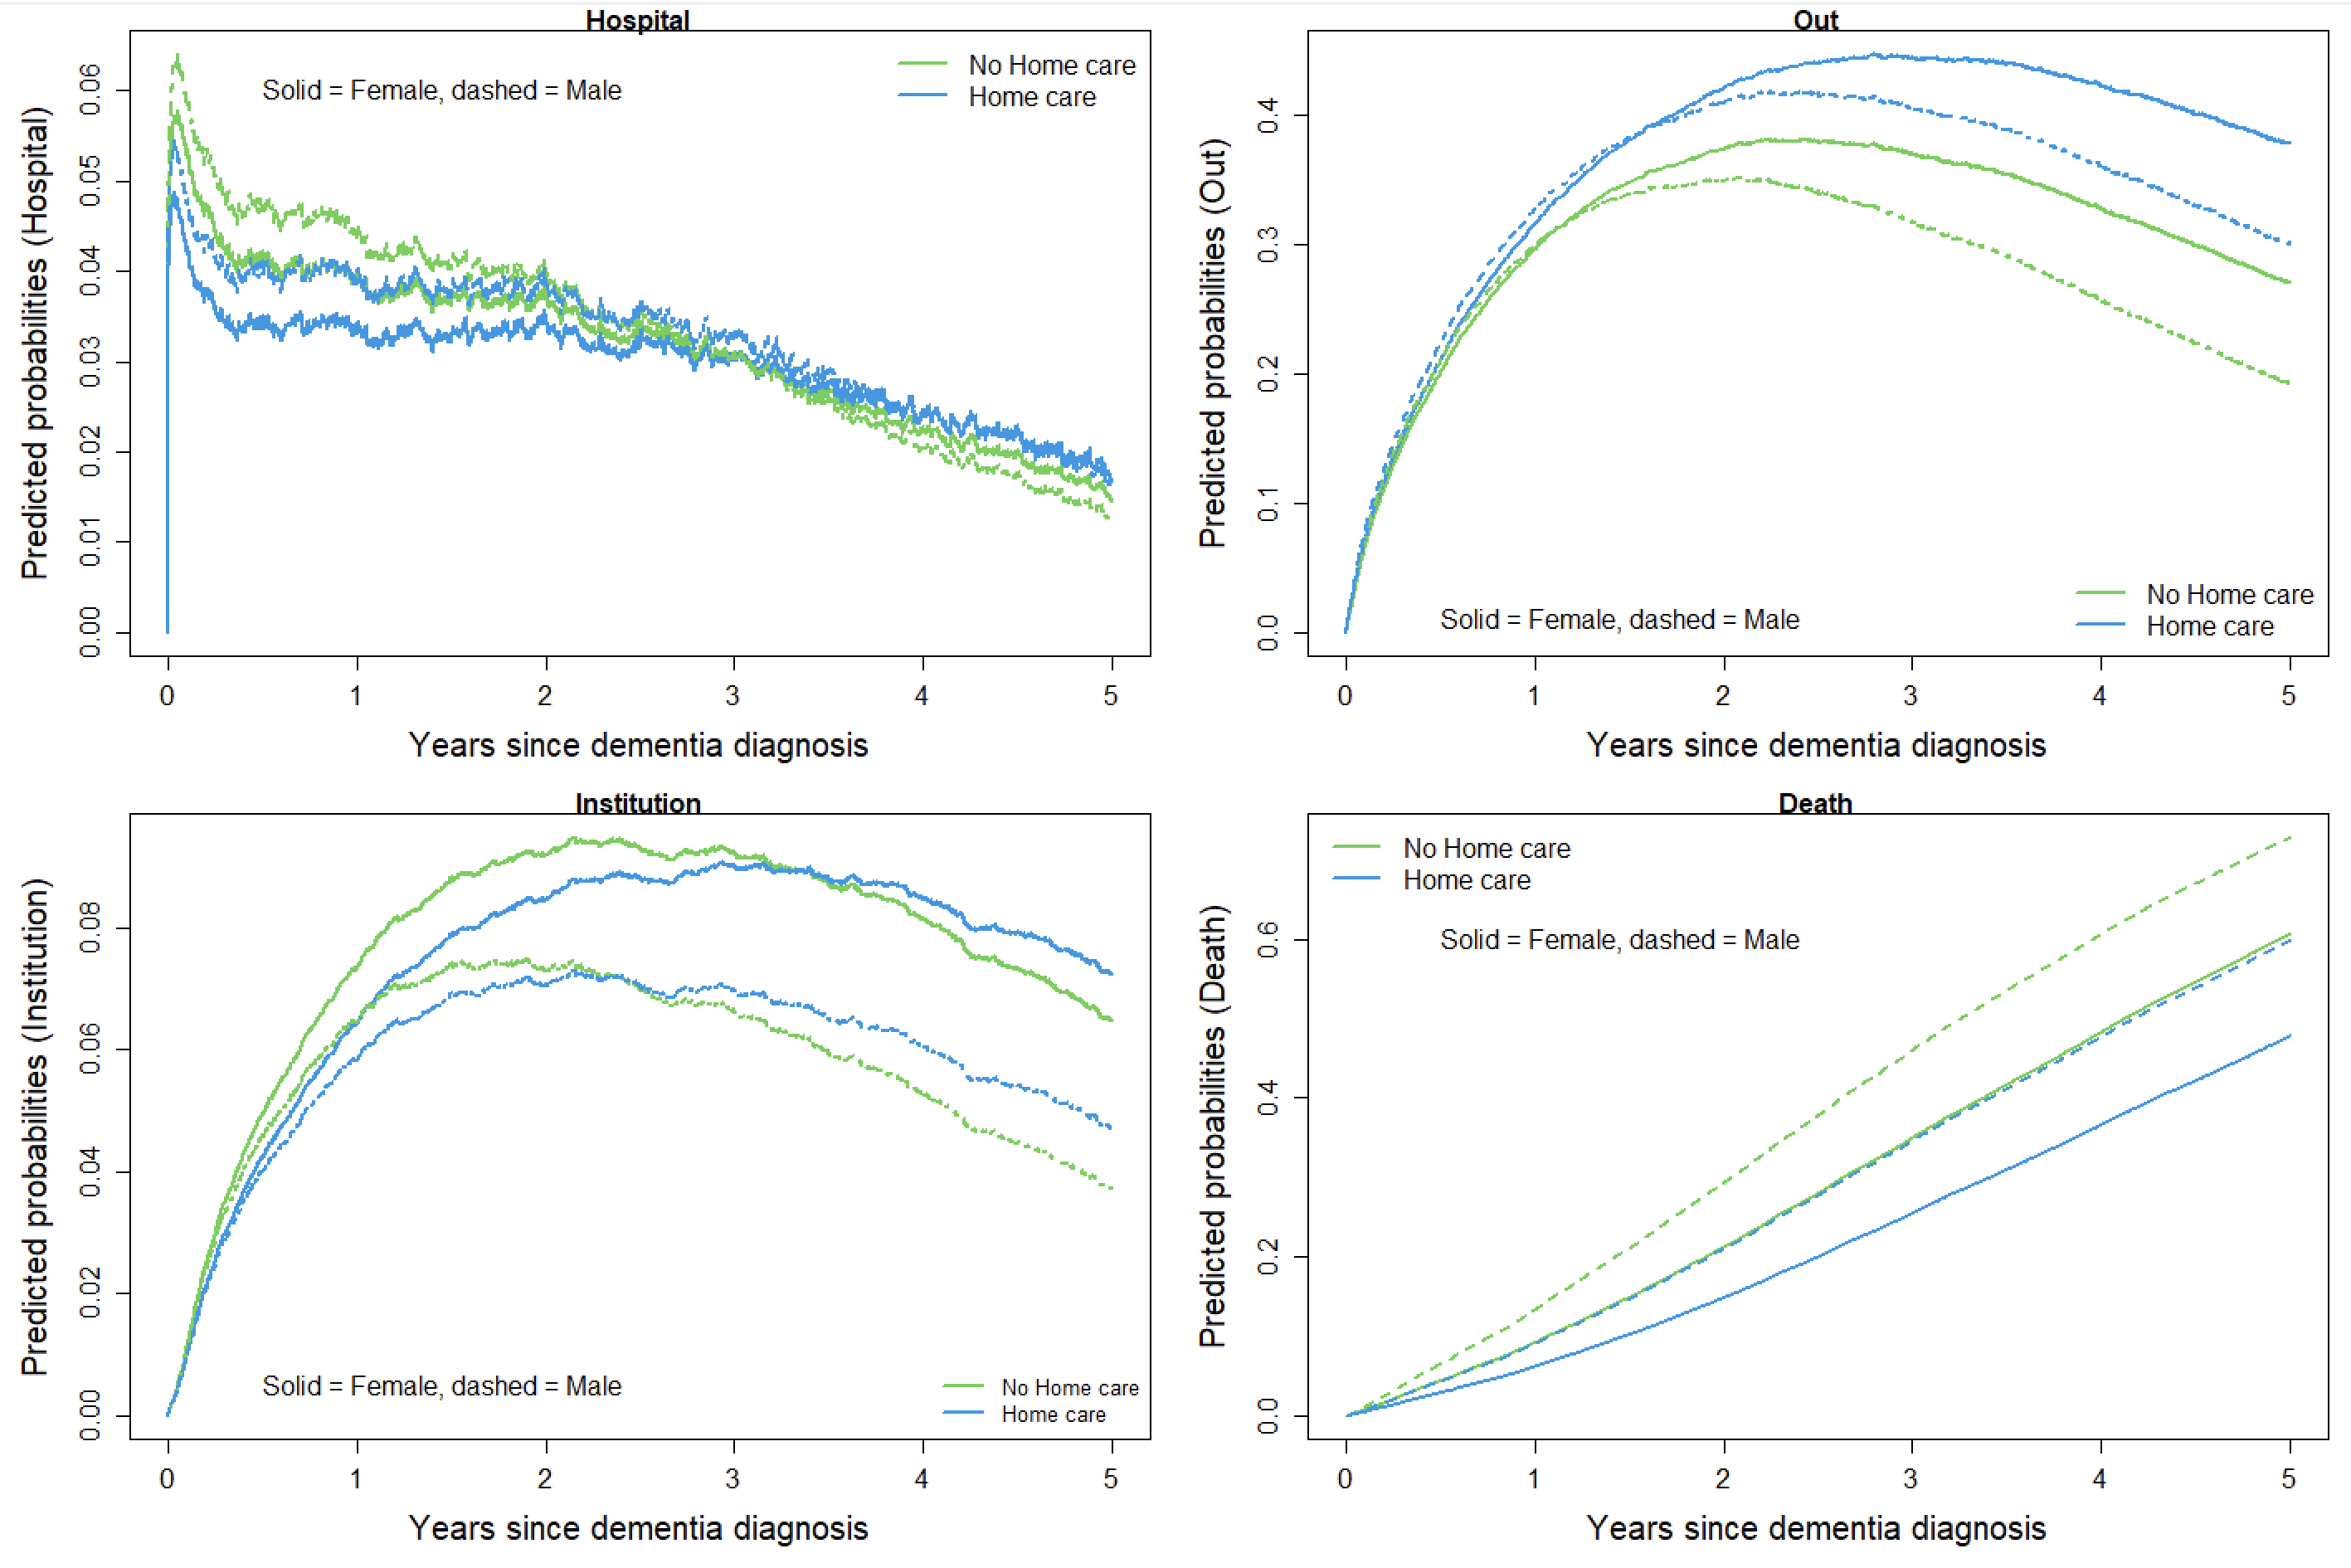 Hospital
Solid = Female, dashed = Male
No Home care
Home care
Predicted probabilities (Hospital)
0.00 0.01 0.02 0.03 0.04 0.05 0.06
0 1 2 3 4 5
Years since dementia diagnosis
Out
Predicted probabilities (Out)
0.0 0.1 0.2 0.3 0.4
Solid = Female, dashed = Male
No Home care
Home care
0 1 2 3 4 5
Years since dementia diagnosis
Institution
Predicted probabilities (Institution)
0.00 0.02 0.04 0.06 0.08
Solid = Female, dashed = Male
No Home care
Home care
0 1 2 3 4 5
Years since dementia diagnosis
Death
No Home care
Home care
Solid = Female, dashed = Male
Predicted probabilities (Death)
0.0 0.2 0.4 0.6
0 1 2 3 4 5
Years since dementia diagnosis